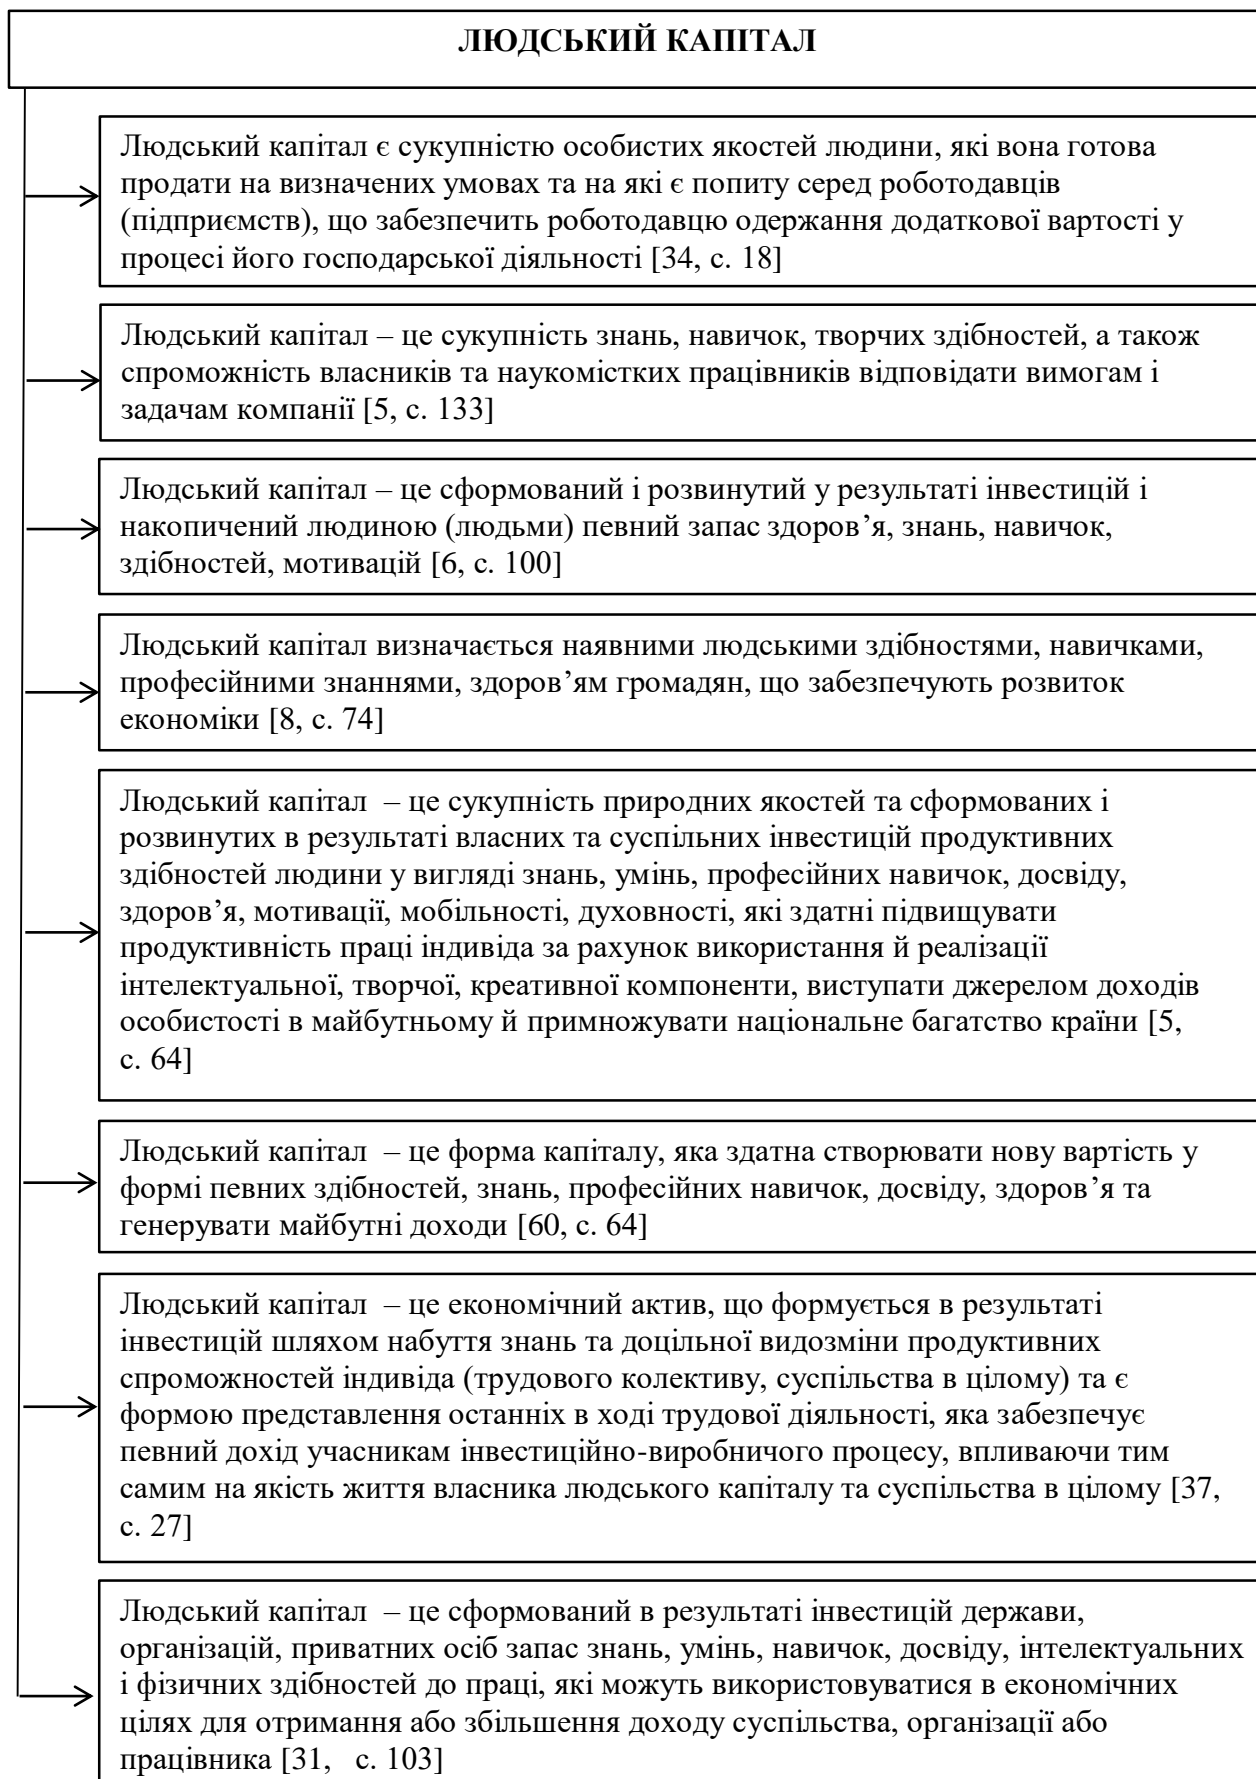 ЛЮДСЬКИЙ КАПІТАЛ
Людський капітал є сукупністю особистих якостей людини, які вона готова
продати на визначених умовах та на які є попиту серед роботодавців
(підприємств), що забезпечить роботодавцю одержання додаткової вартості у
процесі його господарської діяльності [34, с. 18]
Людський капітал – це сукупність знань, навичок, творчих здібностей, а також
спроможність власників та наукомістких працівників відповідати вимогам і
задачам компанії [5, с. 133]
Людський капітал – це сформований і розвинутий у результаті інвестицій і
накопичений людиною (людьми) певний запас здоров’я, знань, навичок,
здібностей, мотивацій [6, с. 100]
Людський капітал визначається наявними людськими здібностями, навичками,
професійними знаннями, здоров’ям громадян, що забезпечують розвиток
економіки [8, с. 74]
Людський капітал – це сукупність природних якостей та сформованих і
розвинутих в результаті власних та суспільних інвестицій продуктивних
здібностей людини у вигляді знань, умінь, професійних навичок, досвіду,
здоров’я, мотивації, мобільності, духовності, які здатні підвищувати
продуктивність праці індивіда за рахунок використання й реалізації
інтелектуальної, творчої, креативної компоненти, виступати джерелом доходів
особистості в майбутньому й примножувати національне багатство країни [5,
с. 64]
Людський капітал – це форма капіталу, яка здатна створювати нову вартість у
формі певних здібностей, знань, професійних навичок, досвіду, здоров’я та
генерувати майбутні доходи [60, с. 64]
Людський капітал – це економічний актив, що формується в результаті
інвестицій шляхом набуття знань та доцільної видозміни продуктивних
спроможностей індивіда (трудового колективу, суспільства в цілому) та є
формою представлення останніх в ході трудової діяльності, яка забезпечує
певний дохід учасникам інвестиційно-виробничого процесу, впливаючи тим
самим на якість життя власника людського капіталу та суспільства в цілому [37,
с. 27]
Людський капітал – це сформований в результаті інвестицій держави,
організацій, приватних осіб запас знань, умінь, навичок, досвіду, інтелектуальних
і фізичних здібностей до праці, які можуть використовуватися в економічних
цілях для отримання або збільшення доходу суспільства, організації або
працівника [31, с. 103]